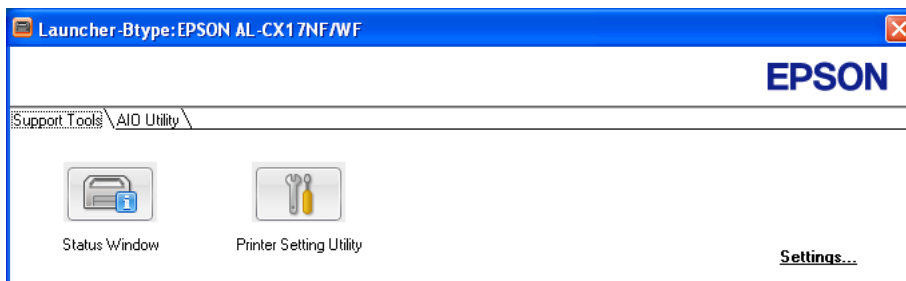 Launcher-Btype:EPSON AL-CX17NF/WF
EPSON
Support Tools AIO Utility
Status Window Printer Setting Utility
Settings...